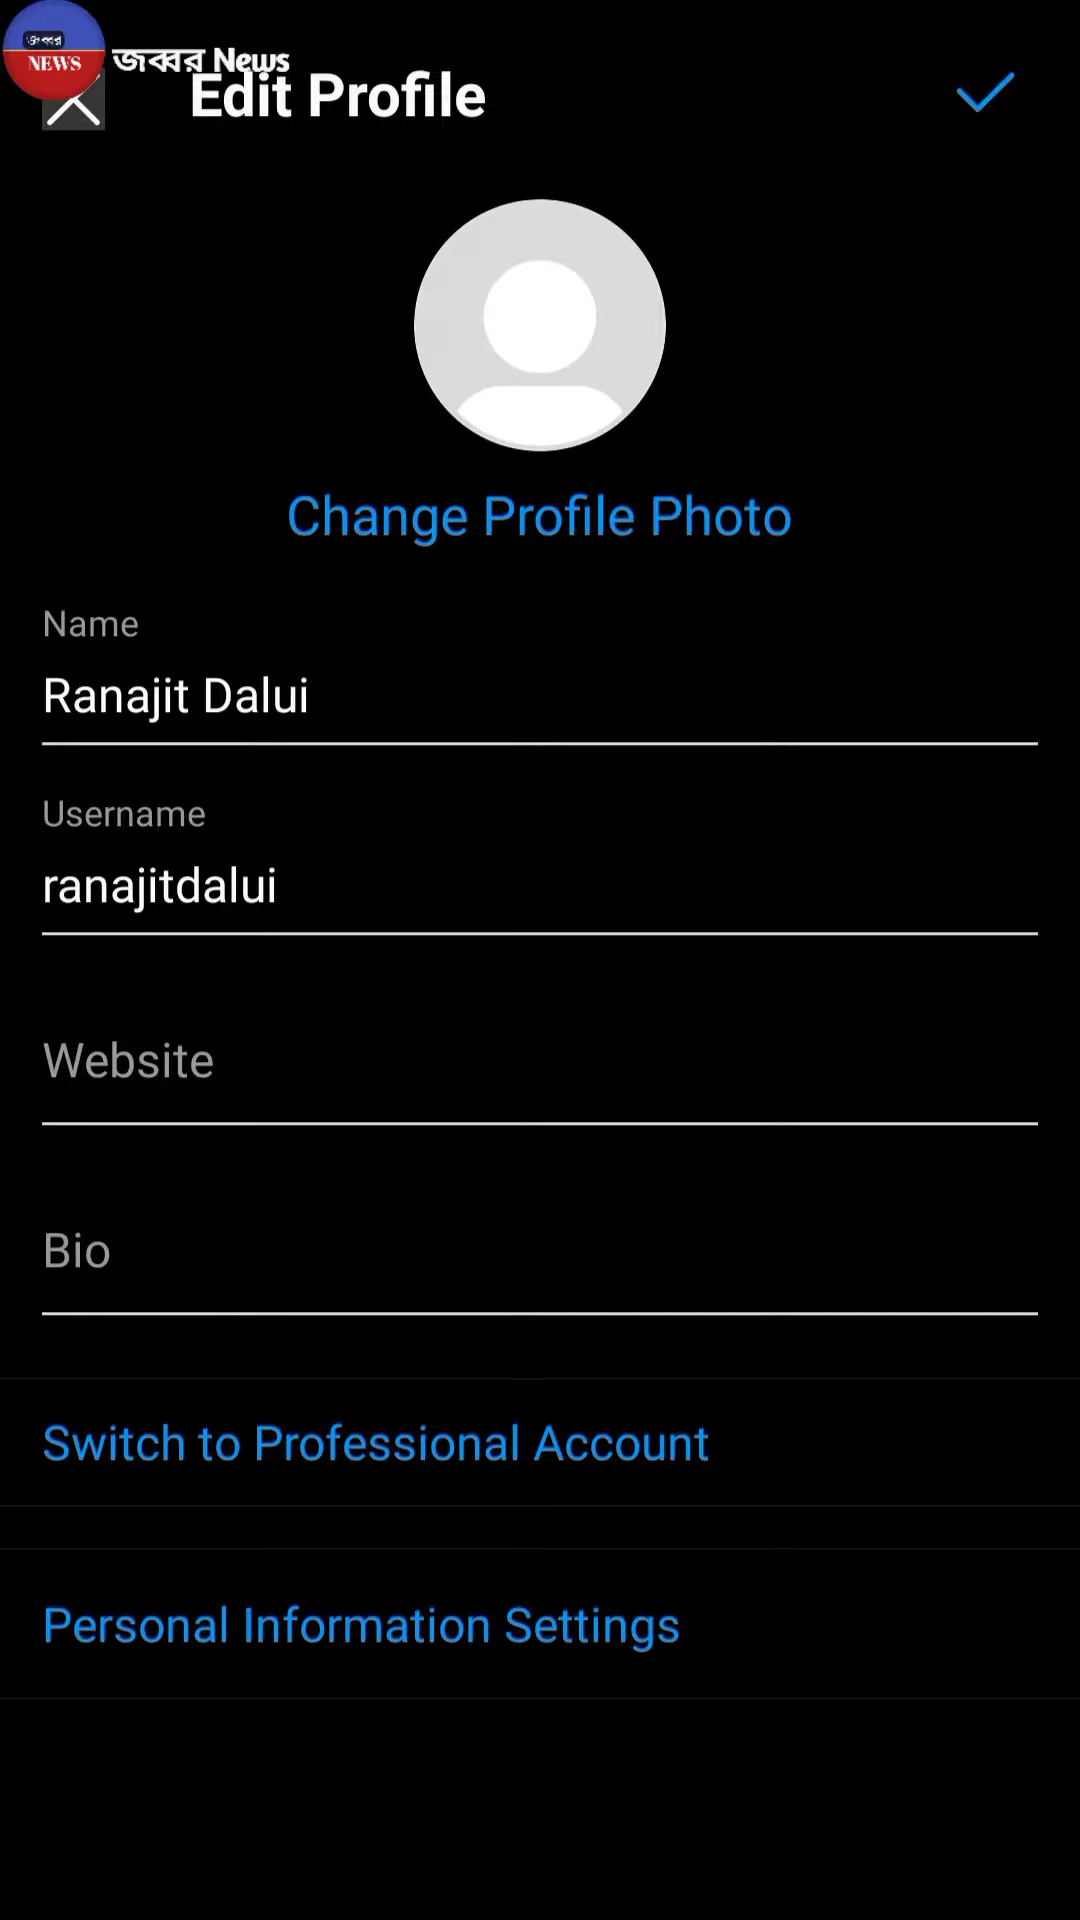 জব্বর
NEWS
জব্বর News
Edit Profile
Change Profile Photo
Name
Ranajit Dalui
Username
ranajitdalui
Website
Bio
Switch to Professional Account
Personal Information Settings